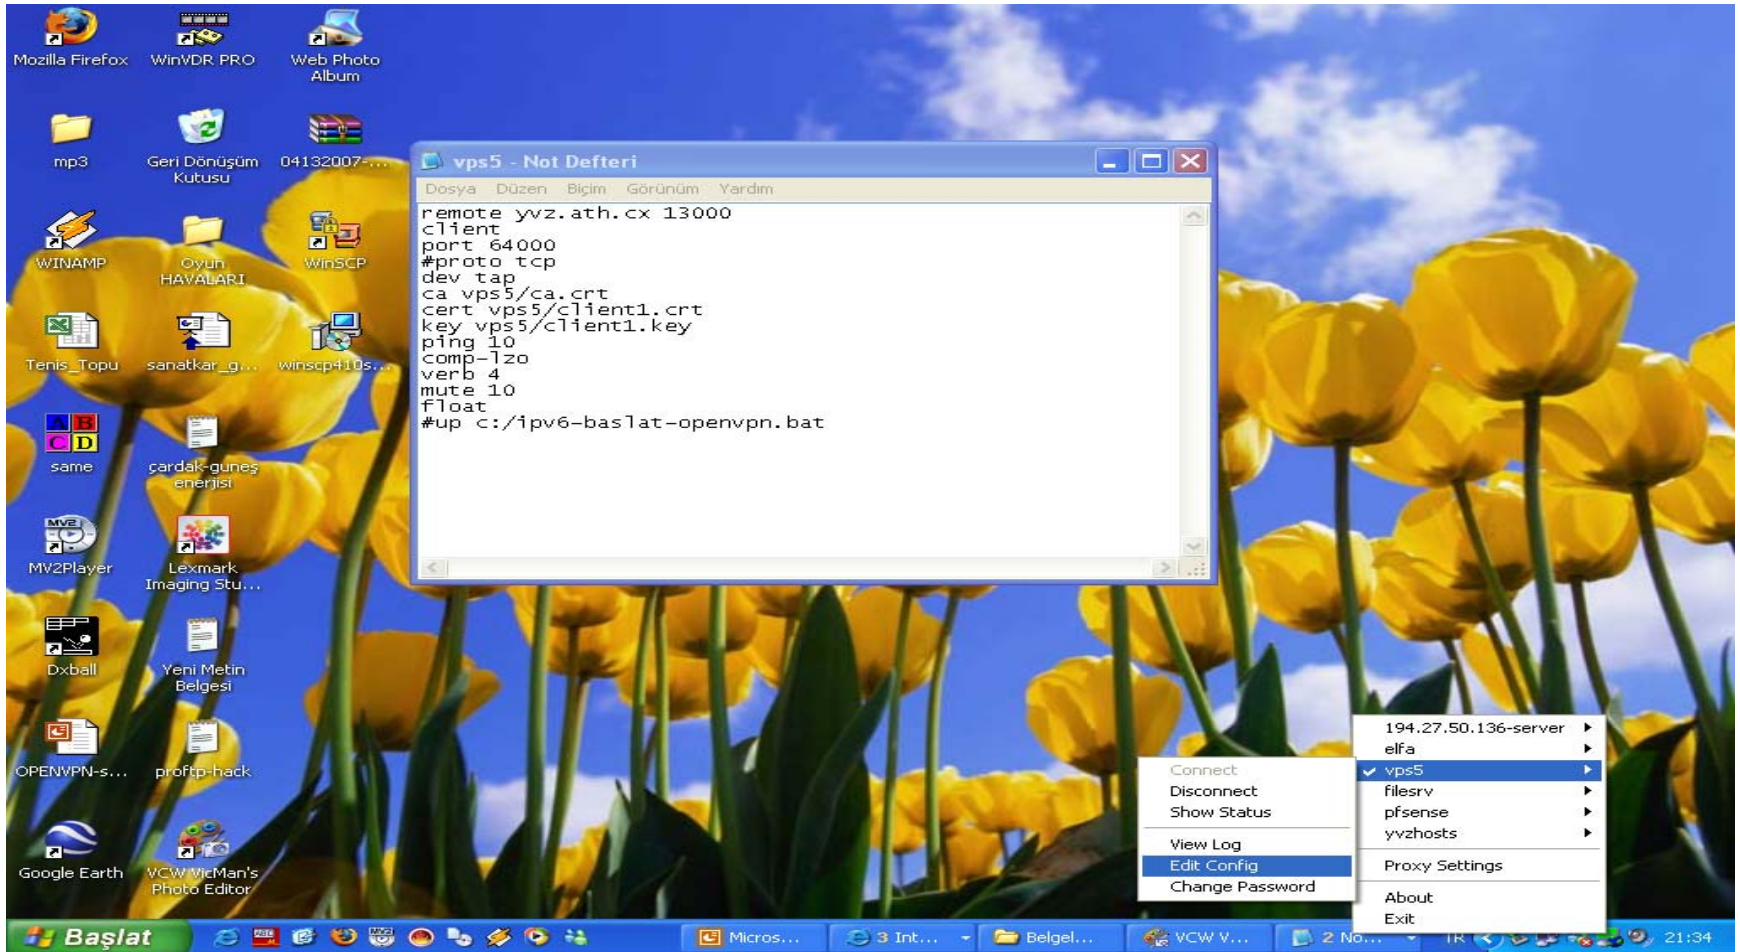 Mozilla Firefox
WinVDR PRO
Web Photo
Album
mp3
Geri Dönüşüm
Kutusu
04132007-...
WINAMP
Oyun
HAVALARI
WinSCP
Tenis_Topu
sanatkar_g...
winscp410s...
A B
C D
same
çardak-guneş
enerjisi
MV2
MV2Player
Lexmark
Imaging Stu...
Dxball
Yeni Metin
Belgesi
OPENVPN-s...
proftp-hack
Google Earth
VCW VicMan's
Photo Editor
vps5 - Not Defteri
Dosya Düzen Biçim Görünüm Yardım
remote yvz.ath.cx 13000
client
port 64000
#proto tcp
dev tap
ca vps5/ca.crt
cert vps5/client1.crt
key vps5/client1.key
ping 10
comp-lzo
verb 4
mute 10
float
#up c:/ipv6-baslat-openvpn.bat
Connect
Disconnect
Show Status
View Log
Edit Config
Change Password
194.27.50.136-server
elfa
vps5
filesrv
pfsense
yvzhosts
Proxy Settings
About
Exit
Başlat
Micros...
3 Int...
Belgel...
VCW V...
2 No...
TR
21:34